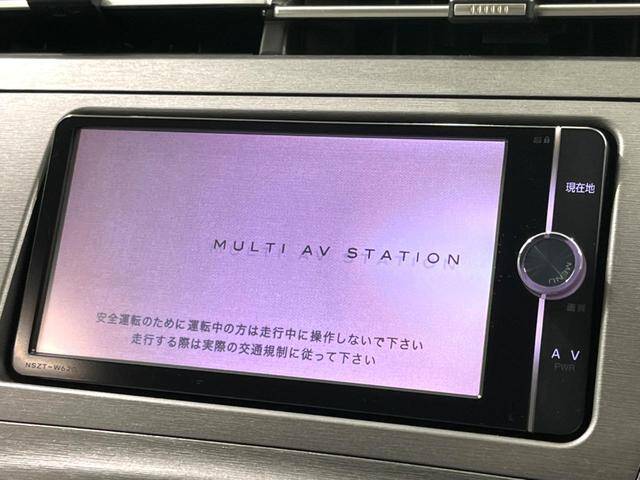 現在地
MULTI AV STATION
MENU
画質
安全運転のために運転中の方は走行中に操作しないで下さい
走行する際は実際の交通規制に従って下さい
AV
PWR